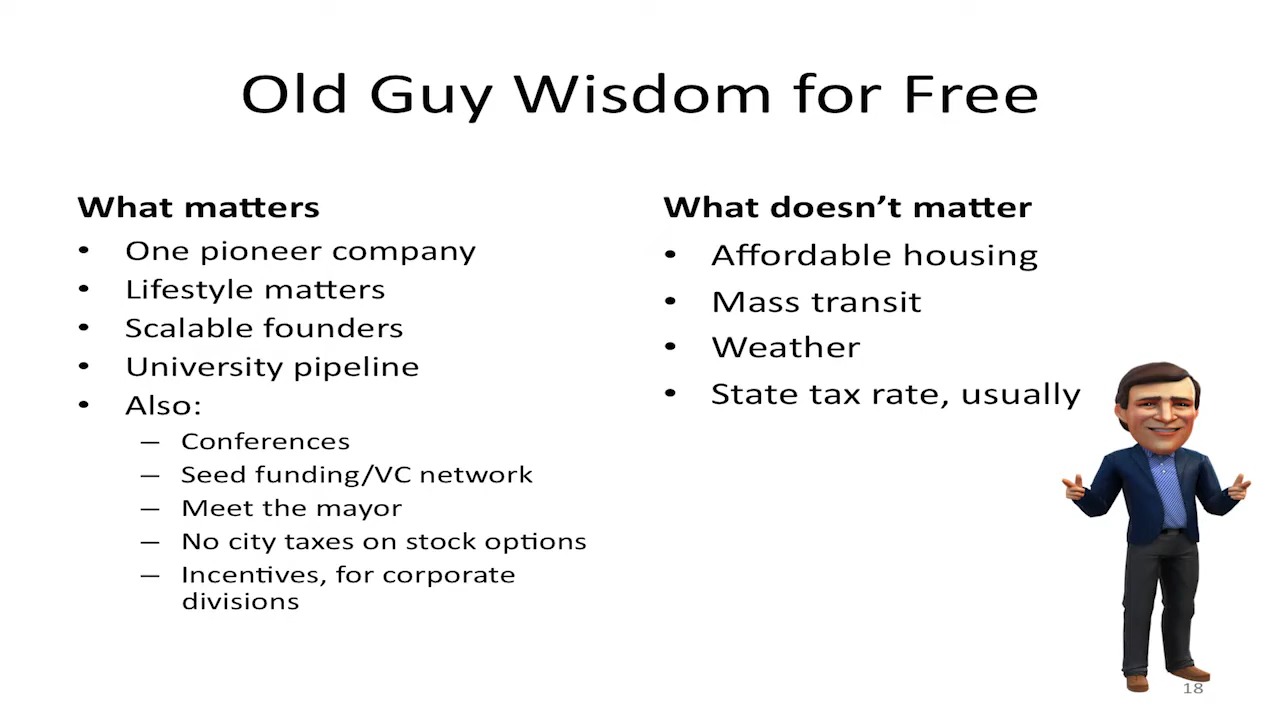 Old Guy Wisdom for Free
What matters
• One pioneer company
• Lifestyle matters
• Scalable founders
• University pipeline
• Also:
– Conferences
– Seed funding/VC network
– Meet the mayor
– No city taxes on stock options
– Incentives, for corporate
divisions
What doesn’t matter
• Affordable housing
• Mass transit
• Weather
• State tax rate, usually
18